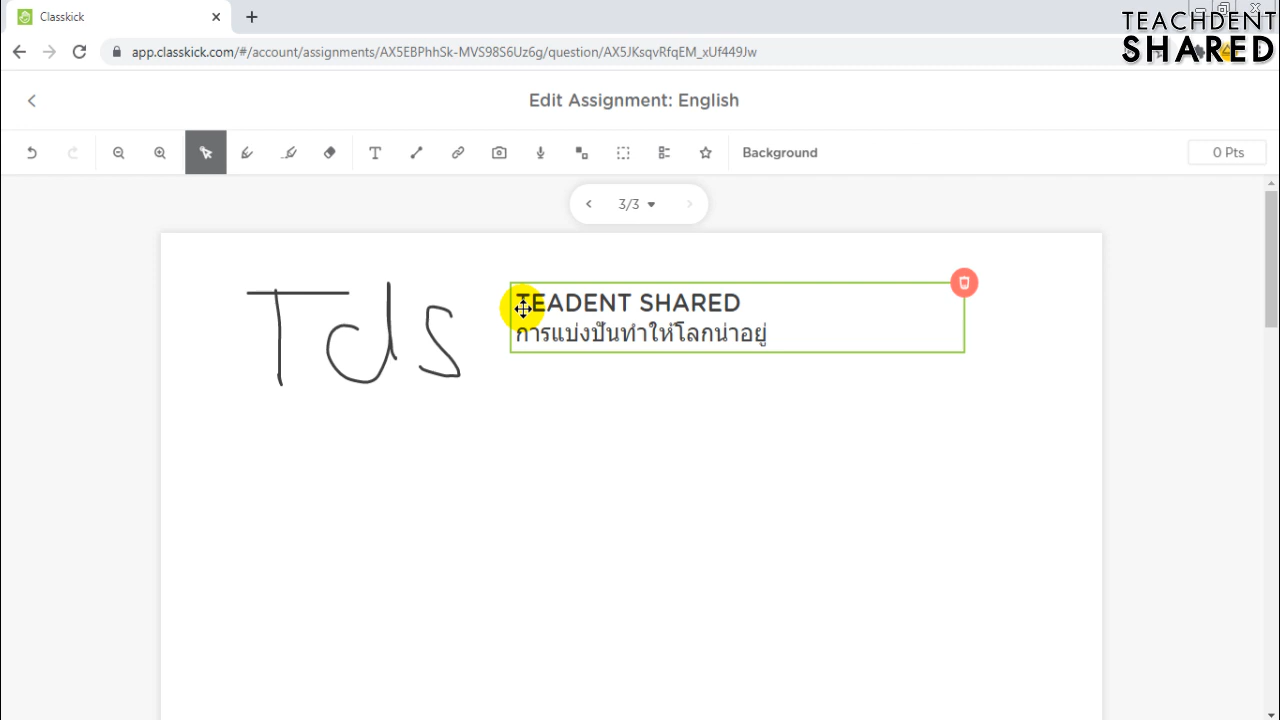 Classkick
TEACHDENT
SHARED
app.classkick.com/#/account/assignments/AX5EBPhhSk-MVS98S6Uz6g/question/AX5JKsqvRfqEM_xUf449Jw
Edit Assignment: English
T
Background
0 Pts
3/3
Tds
TEADENT SHARED
การแบ่งปันทำให้โลกน่าอยู่